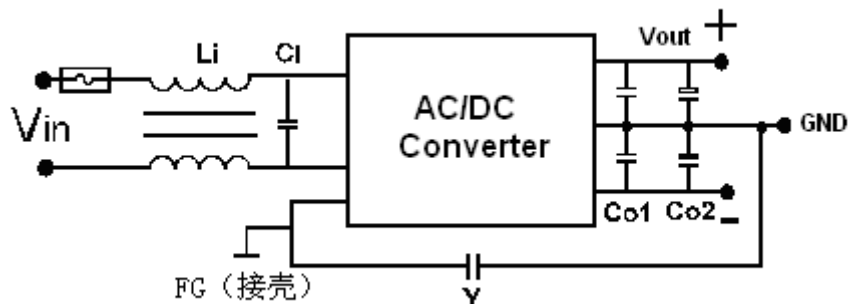 Li
CI
Vout
+
Vin
AC/DC
Converter
GND
Co1
Co2
-
FG（接壳）
Y